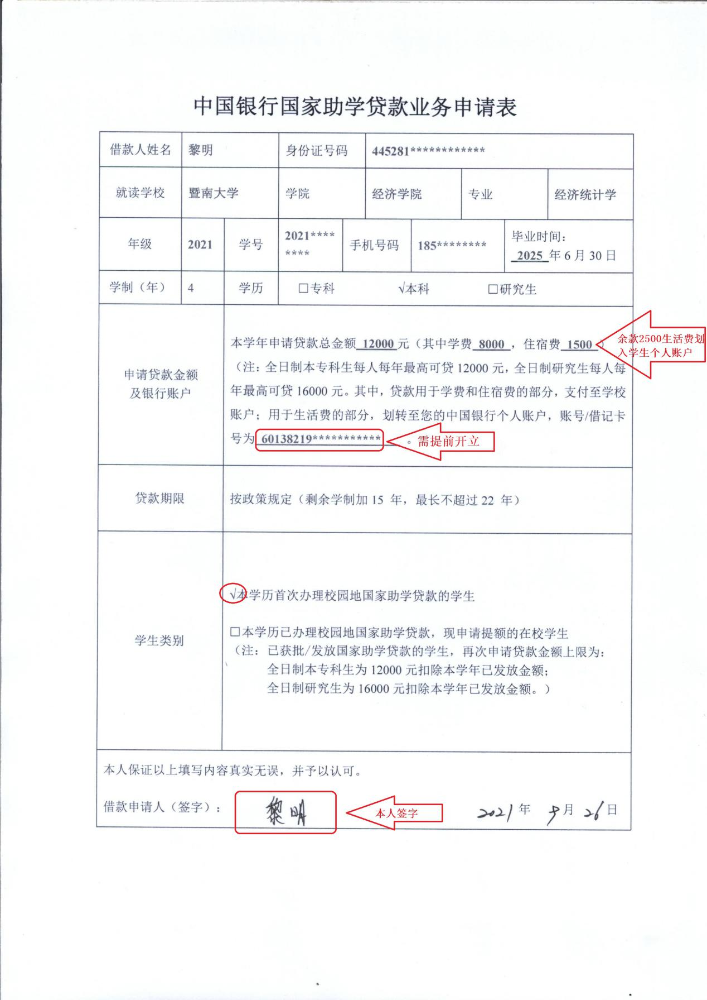 中国银行国家助学贷款业务申请表
借款人姓名 黎明 身份证号码 445281************
就读学校 暨南大学 学院 经济学院 专业 经济统计学
年级 2021 学号 2021**** **** 手机号码 185******** 毕业时间：
2025 年 6 月 30 日
学制（年） 4 学历 □专科 √本科 □研究生
申请贷款金额
及银行账户
本学年申请贷款总金额 12000 元（其中学费 8000 ，住宿费 1500 ）
（注：全日制本专科生每人每年最高可贷 12000 元，全日制研究生每人每
年最高可贷 16000 元。其中，贷款用于学费和住宿费的部分，支付至学校
账户；用于生活费的部分，划转至您的中国银行个人账户，账号/借记卡
号为 60138219*********** 。
余款2500生活费划
入学生个人账户
需提前开立
贷款期限 按政策规定（剩余学制加 15 年，最长不超过 22 年）
学生类别
√本学历首次办理校园地国家助学贷款的学生
□本学历已办理校园地国家助学贷款，现申请提额的在校学生
（注：已获批/发放国家助学贷款的学生，再次申请贷款金额上限为：
全日制本专科生为 12000 元扣除本学年已发放金额；
全日制研究生为 16000 元扣除本学年已发放金额。）
本人保证以上填写内容真实无误，并予以认可。
借款申请人（签字）： 黎明 本人签字 2021 年 9 月 26 日